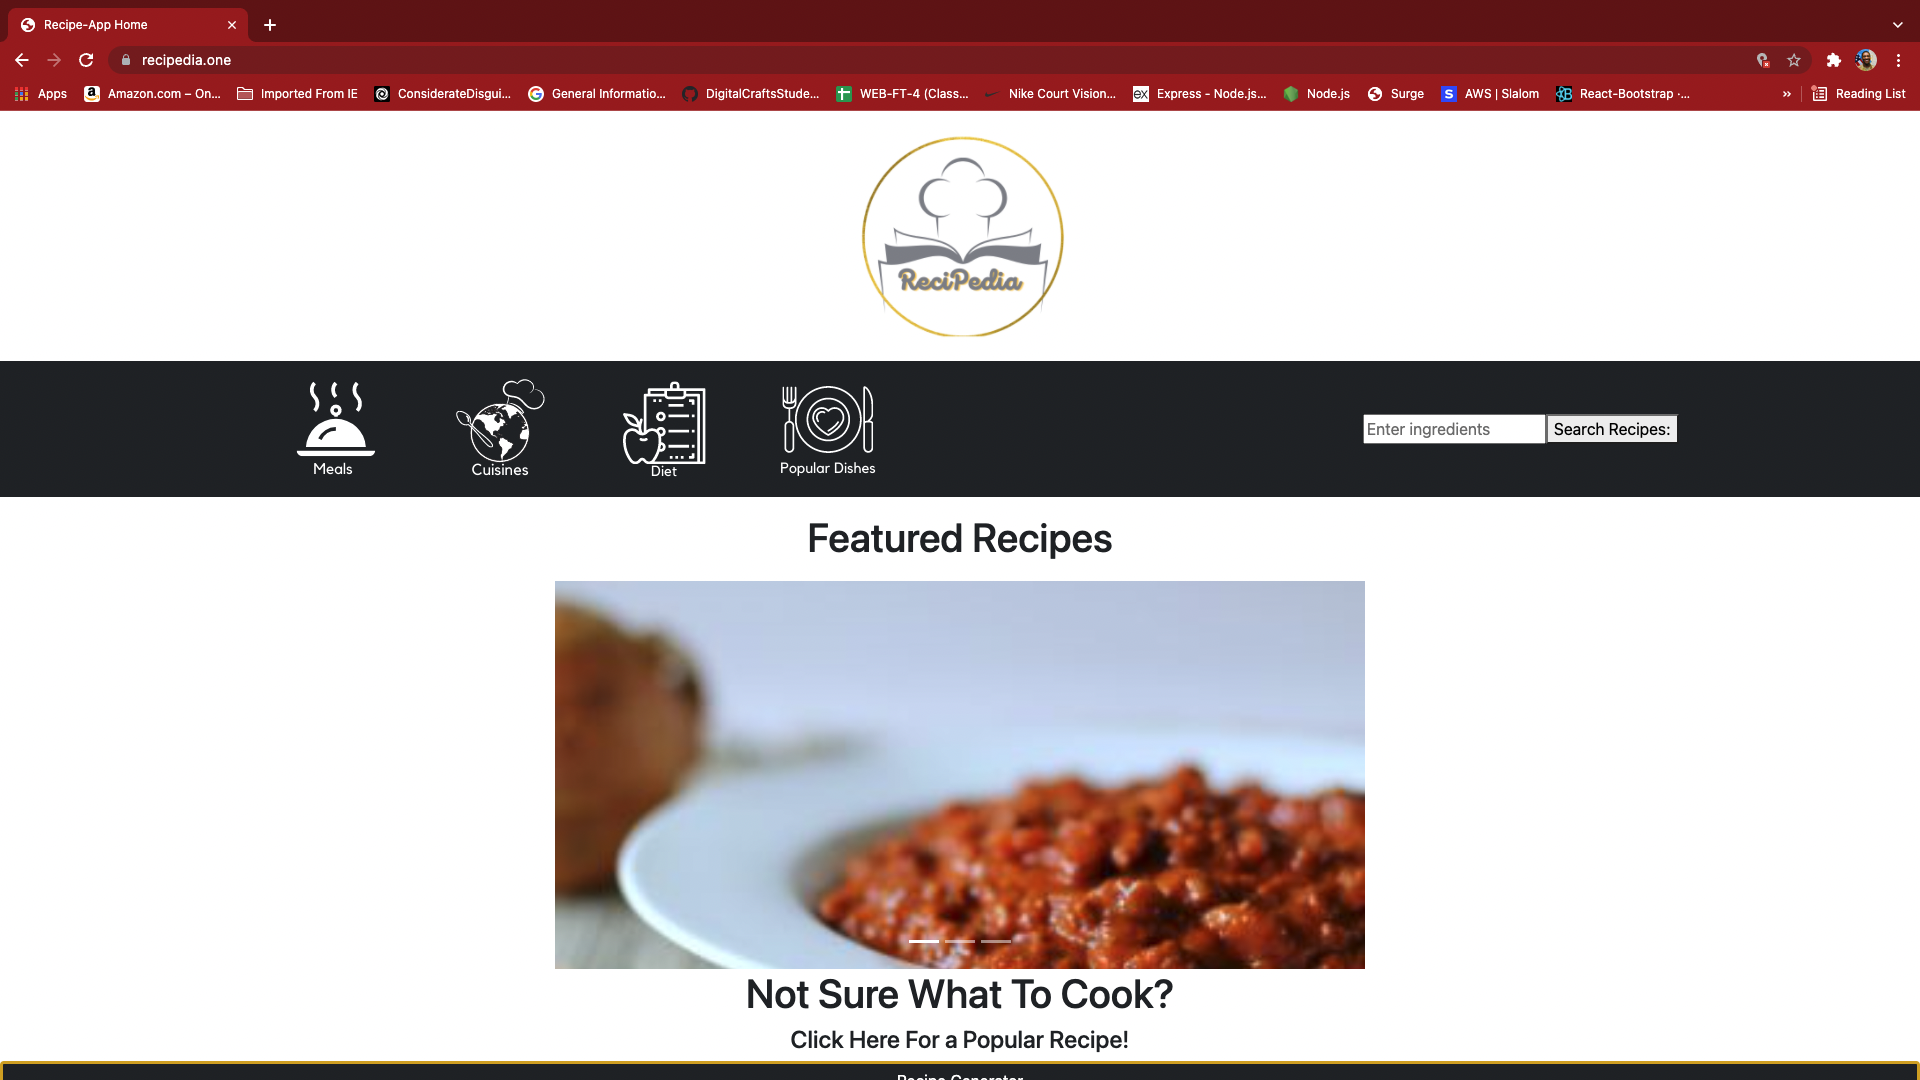 Recipe-App Home
recipedia.one
Apps
Amazon.com – On...
Imported From IE
ConsiderateDisgui...
General Informatio...
DigitalCraftsStude...
WEB-FT-4 (Class...
Nike Court Vision...
ex
Express - Node.js...
Node.js
Surge
S
AWS | Slalom
React-Bootstrap ·...
»
Reading List
ReciPedia
Meals
Cuisines
Diet
Popular Dishes
Enter ingredients
Search Recipes:
Featured Recipes
Not Sure What To Cook?
Click Here For a Popular Recipe!
Recipe Generator